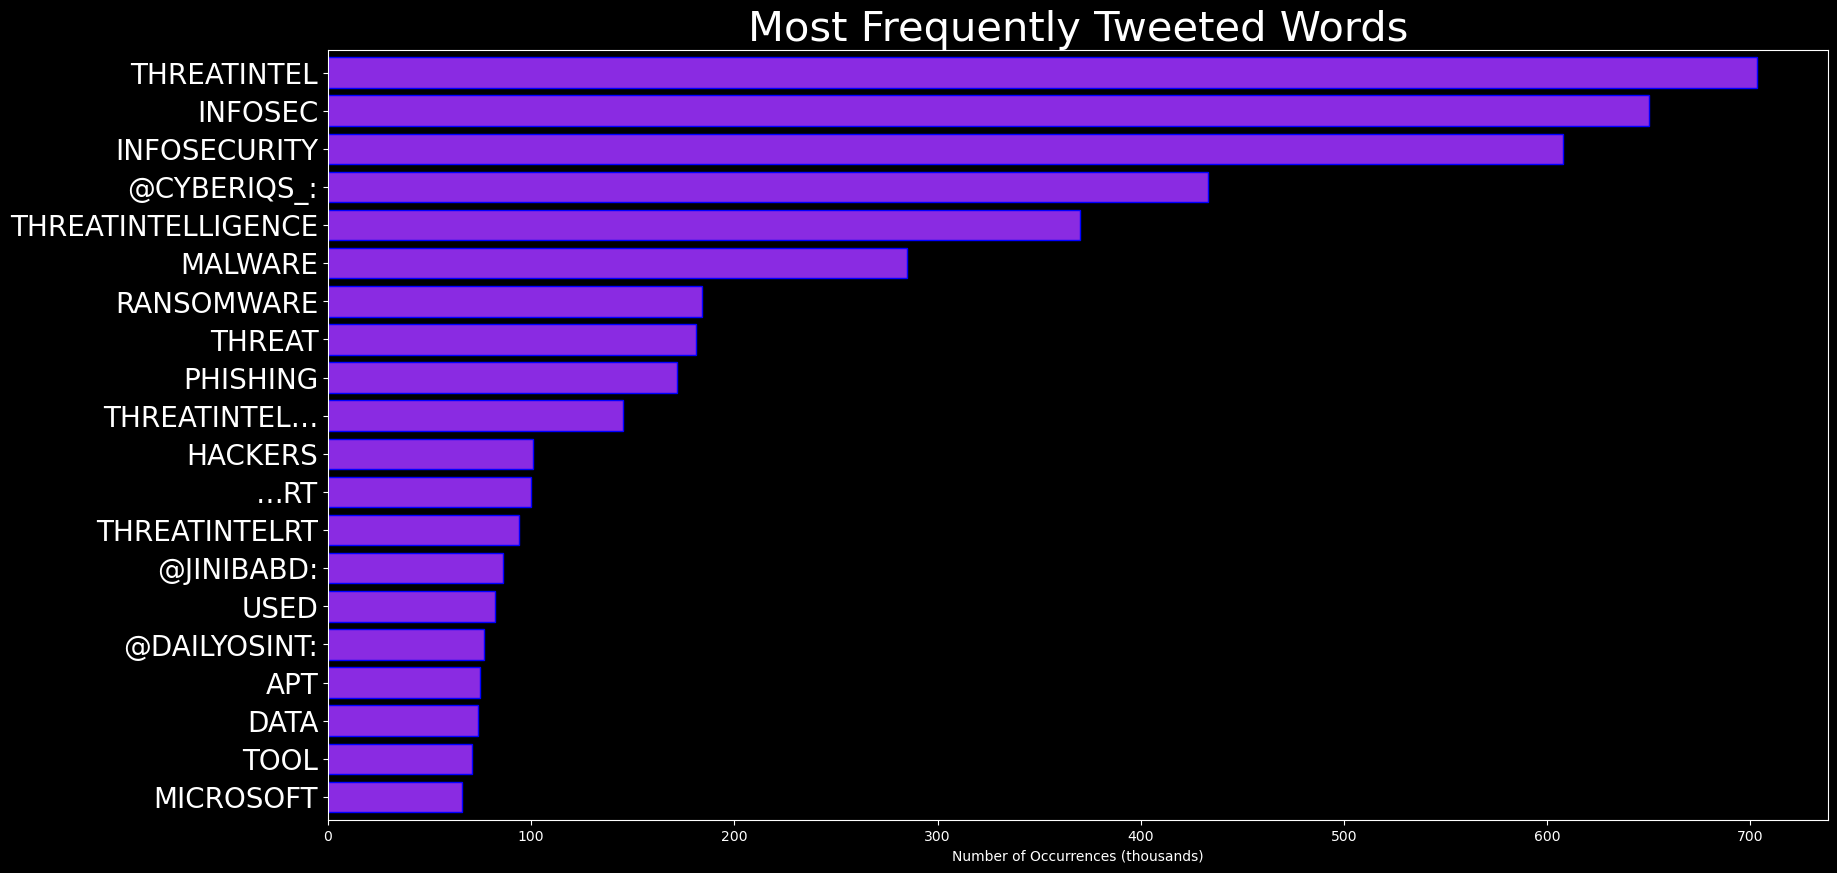 Most Frequently Tweeted Words
THREATINTEL
INFOSEC
INFOSECURITY
@CYBERIQS_:
THREATINTELLIGENCE
MALWARE
RANSOMWARE
THREAT
PHISHING
THREATINTEL…
HACKERS
…RT
THREATINTELRT
@JINIBABD:
USED
@DAILYOSINT:
APT
DATA
TOOL
MICROSOFT
0 100 200 300 400 500 600 700
Number of Occurrences (thousands)